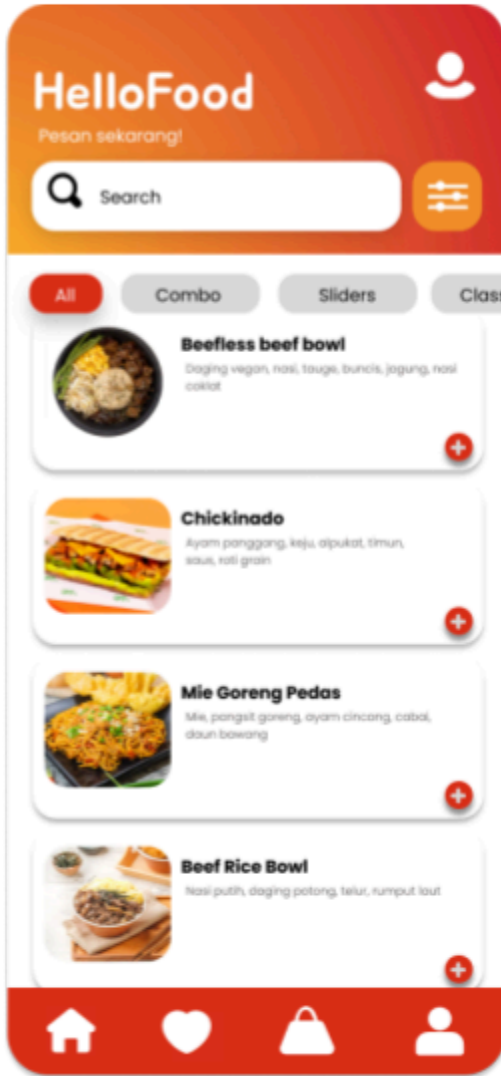 HelloFood
Pesan sekarang!
Search
All Combo Sliders Class
Beefless beef bowl
Daging vegan, nasi, tauge, buncis, jagung, nasi
coklat
Chickinado
Ayam panggang, keju, alpukat, timun,
saus, roti grain
Mie Goreng Pedas
Mie, pangsit goreng, ayam cincang, cabai,
daun bawang
Beef Rice Bowl
Nasi putih, daging potong, telur, rumput laut